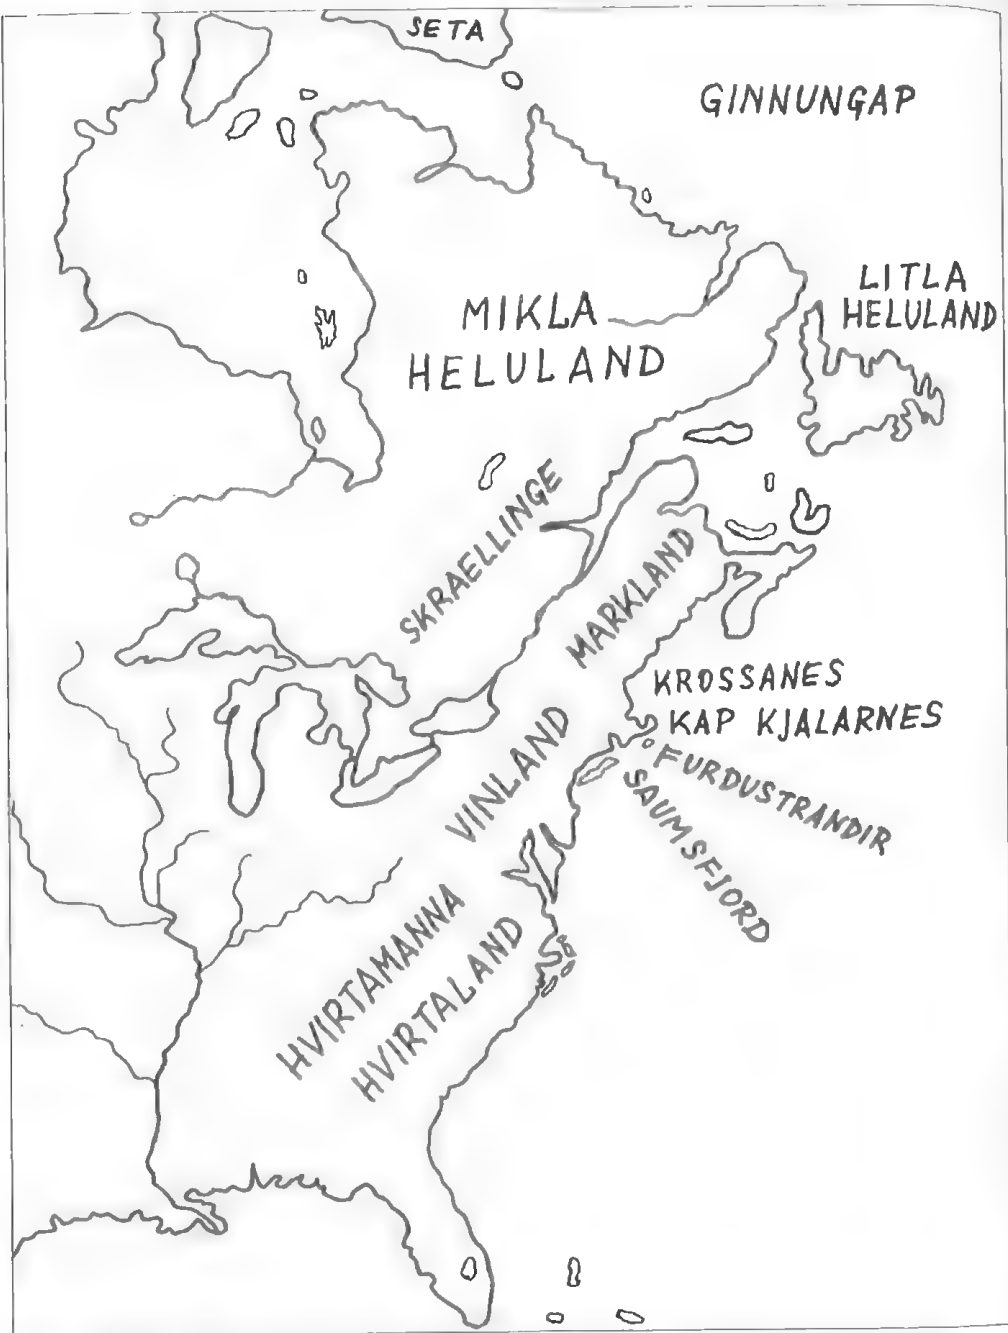 SETA
GINNUNGAP
LITLA
HELULAND
MIKLA
HELULAND
SKRAELLINGE
MARKLAND
KROSSANES
KAP KJALARNES
FURDUSTRANDIR
SAUMSFJORD
VINLAND
HVIRTAMANNA
HVIRTALAND